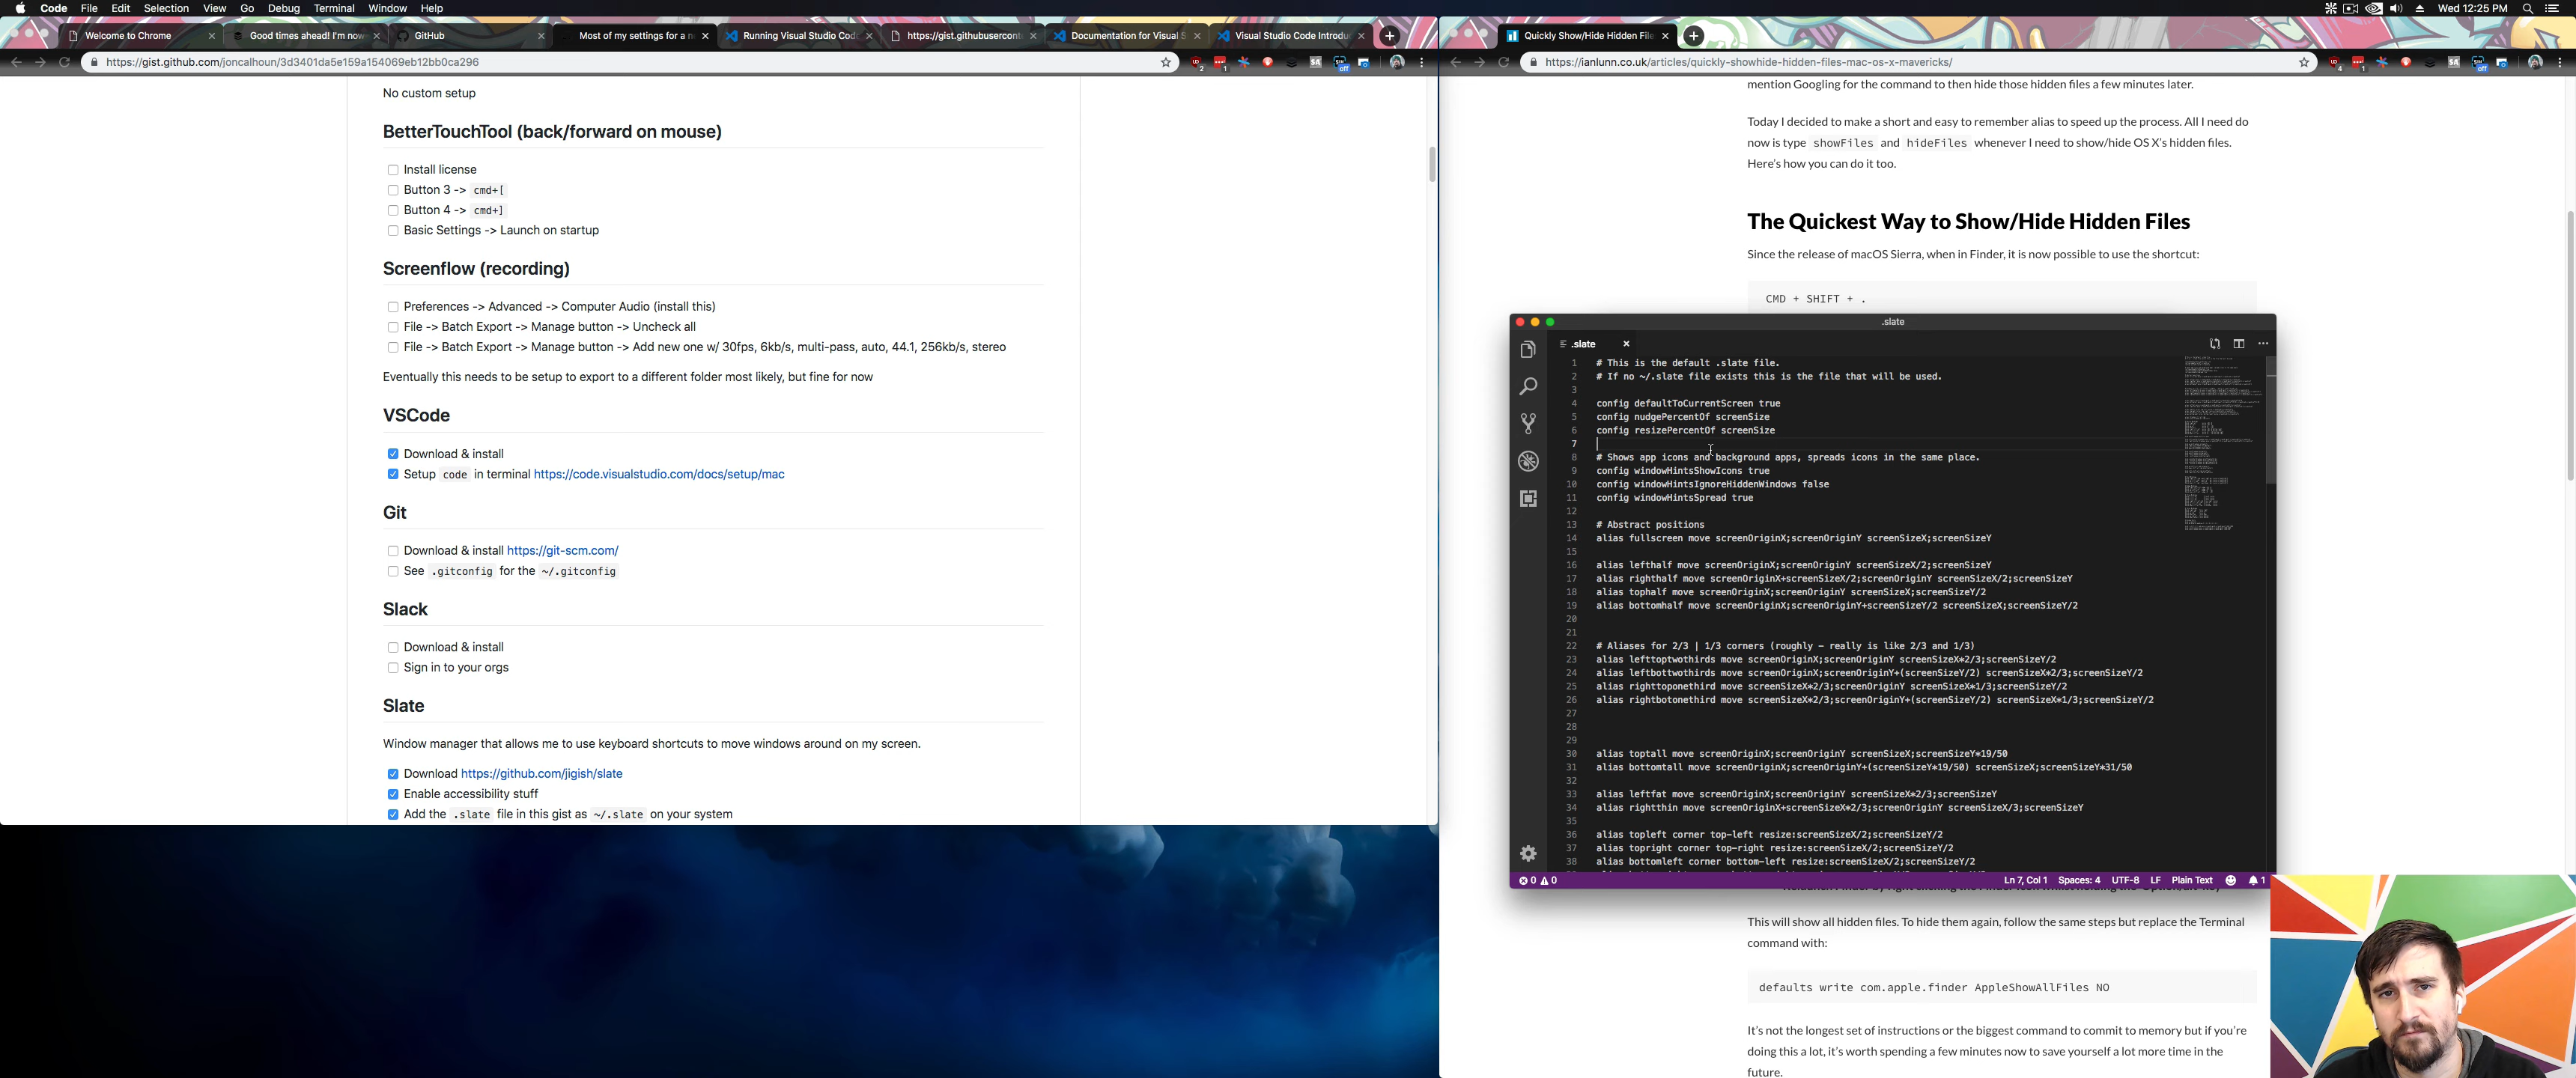 Code File Edit Selection View Go Debug Terminal Window Help
Wed 12:25 PM
Welcome to Chrome
Good times ahead! I'm now
GitHub
Most of my settings for a n
Running Visual Studio Cod
https://gist.githubusercont
Documentation for Visual S
Visual Studio Code Introdu
https://gist.github.com/joncalhoun/3d3401da5e159a154069eb12bb0ca296
No custom setup
BetterTouchTool (back/forward on mouse)
Install license
Button 3 -> cmd+[
Button 4 -> cmd+]
Basic Settings -> Launch on startup
Screenflow (recording)
Preferences -> Advanced -> Computer Audio (install this)
File -> Batch Export -> Manage button -> Uncheck all
File -> Batch Export -> Manage button -> Add new one w/ 30fps, 6kb/s, multi-pass, auto, 44.1, 256kb/s, stereo
Eventually this needs to be setup to export to a different folder most likely, but fine for now
VSCode
Download & install
Setup code in terminal https://code.visualstudio.com/docs/setup/mac
Git
Download & install https://git-scm.com/
See .gitconfig for the ~/.gitconfig
Slack
Download & install
Sign in to your orgs
Slate
Window manager that allows me to use keyboard shortcuts to move windows around on my screen.
Download https://github.com/jigish/slate
Enable accessibility stuff
Add the .slate file in this gist as ~/.slate on your system
Quickly Show/Hide Hidden File
https://ianlunn.co.uk/articles/quickly-showhide-hidden-files-mac-os-x-mavericks/
mention Googling for the command to then hide those hidden files a few minutes later.
Today I decided to make a short and easy to remember alias to speed up the process. All I need do
now is type showFiles and hideFiles whenever I need to show/hide OS X's hidden files.
Here's how you can do it too.
The Quickest Way to Show/Hide Hidden Files
Since the release of macOS Sierra, when in Finder, it is now possible to use the shortcut:
CMD + SHIFT + .
.slate
.slate
1 # This is the default .slate file.
2 # If no ~/.slate file exists this is the file that will be used.
3
4 config defaultToCurrentScreen true
5 config nudgePercentOf screenSize
6 config resizePercentOf screenSize
7
8 # Shows app icons and background apps, spreads icons in the same place.
9 config windowHintsShowIcons true
10 config windowHintsIgnoreHiddenWindows false
11 config windowHintsSpread true
12
13 # Abstract positions
14 alias fullscreen move screenOriginX;screenOriginY screenSizeX;screenSizeY
15
16 alias lefthalf move screenOriginX;screenOriginY screenSizeX/2;screenSizeY
17 alias righthalf move screenOriginX+screenSizeX/2;screenOriginY screenSizeX/2;screenSizeY
18 alias tophalf move screenOriginX;screenOriginY screenSizeX;screenSizeY/2
19 alias bottomhalf move screenOriginX;screenOriginY+screenSizeY/2 screenSizeX;screenSizeY/2
20
21
22 # Aliases for 2/3 | 1/3 corners (roughly - really is like 2/3 and 1/3)
23 alias lefttoptwothirds move screenOriginX;screenOriginY screenSizeX*2/3;screenSizeY/2
24 alias leftbottwothirds move screenOriginX;screenOriginY+(screenSizeY/2) screenSizeX*2/3;screenSizeY/2
25 alias righttoponethird move screenSizeX*2/3;screenOriginY screenSizeX*1/3;screenSizeY/2
26 alias rightbotonethird move screenSizeX*2/3;screenOriginY+(screenSizeY/2) screenSizeX*1/3;screenSizeY/2
27
28
29
30 alias toptall move screenOriginX;screenOriginY screenSizeX;screenSizeY*19/50
31 alias bottomtall move screenOriginX;screenOriginY+(screenSizeY*19/50) screenSizeX;screenSizeY*31/50
32
33 alias leftfat move screenOriginX;screenOriginY screenSizeX*2/3;screenSizeY
34 alias rightthin move screenOriginX+screenSizeX*2/3;screenOriginY screenSizeX/3;screenSizeY
35
36 alias topleft corner top-left resize:screenSizeX/2;screenSizeY/2
37 alias topright corner top-right resize:screenSizeX/2;screenSizeY/2
38 alias bottomleft corner bottom-left resize:screenSizeX/2;screenSizeY/2
0 0 Ln 7, Col 1 Spaces: 4 UTF-8 LF Plain Text 1
This will show all hidden files. To hide them again, follow the same steps but replace the Terminal
command with:
defaults write com.apple.finder AppleShowAllFiles NO
It's not the longest set of instructions or the biggest command to commit to memory but if you're
doing this a lot, it's worth spending a few minutes now to save yourself a lot more time in the
future.